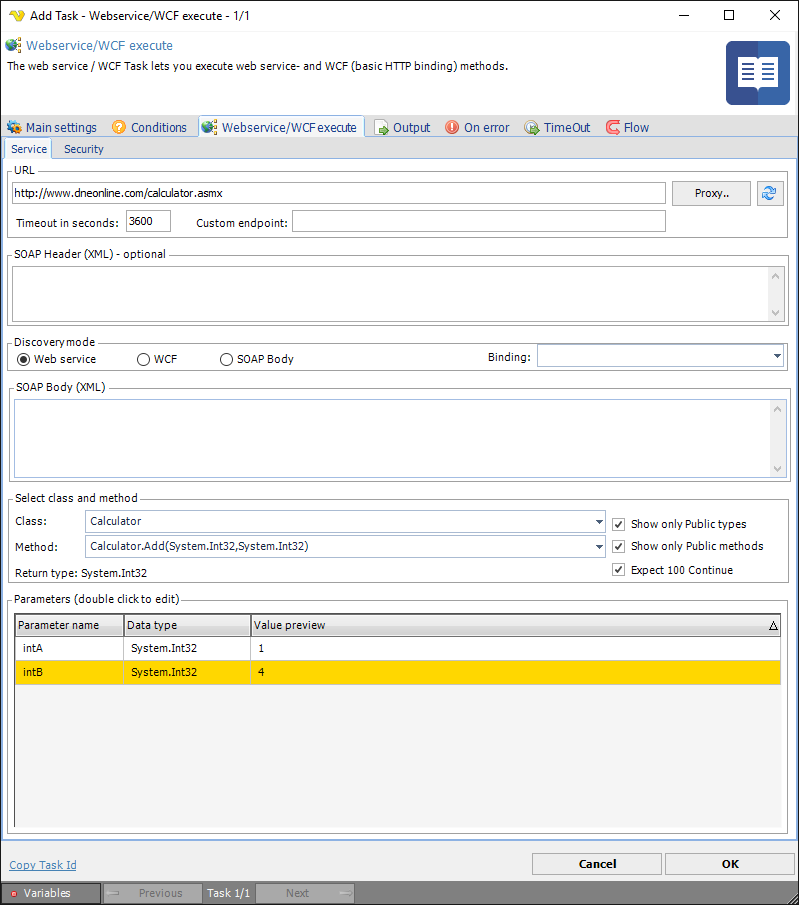 Add Task - Webservice/WCF execute - 1/1
Webservice/WCF execute
The web service / WCF Task lets you execute web service- and WCF (basic HTTP binding) methods.
Main settings Conditions Webservice/WCF execute Output On error TimeOut Flow
Service Security
URL
http://www.dneonline.com/calculator.asmx Proxy..
Timeout in seconds: 3600 Custom endpoint:
SOAP Header (XML) - optional
Discovery mode
Web service WCF SOAP Body Binding:
SOAP Body (XML)
Select class and method
Class: Calculator Show only Public types
Method: Calculator.Add(System.Int32,System.Int32) Show only Public methods
Return type: System.Int32 Expect 100 Continue
Parameters (double click to edit)
Parameter name Data type Value preview
intA System.Int32 1
intB System.Int32 4
Copy Task Id Cancel OK
Variables Previous Task 1/1 Next